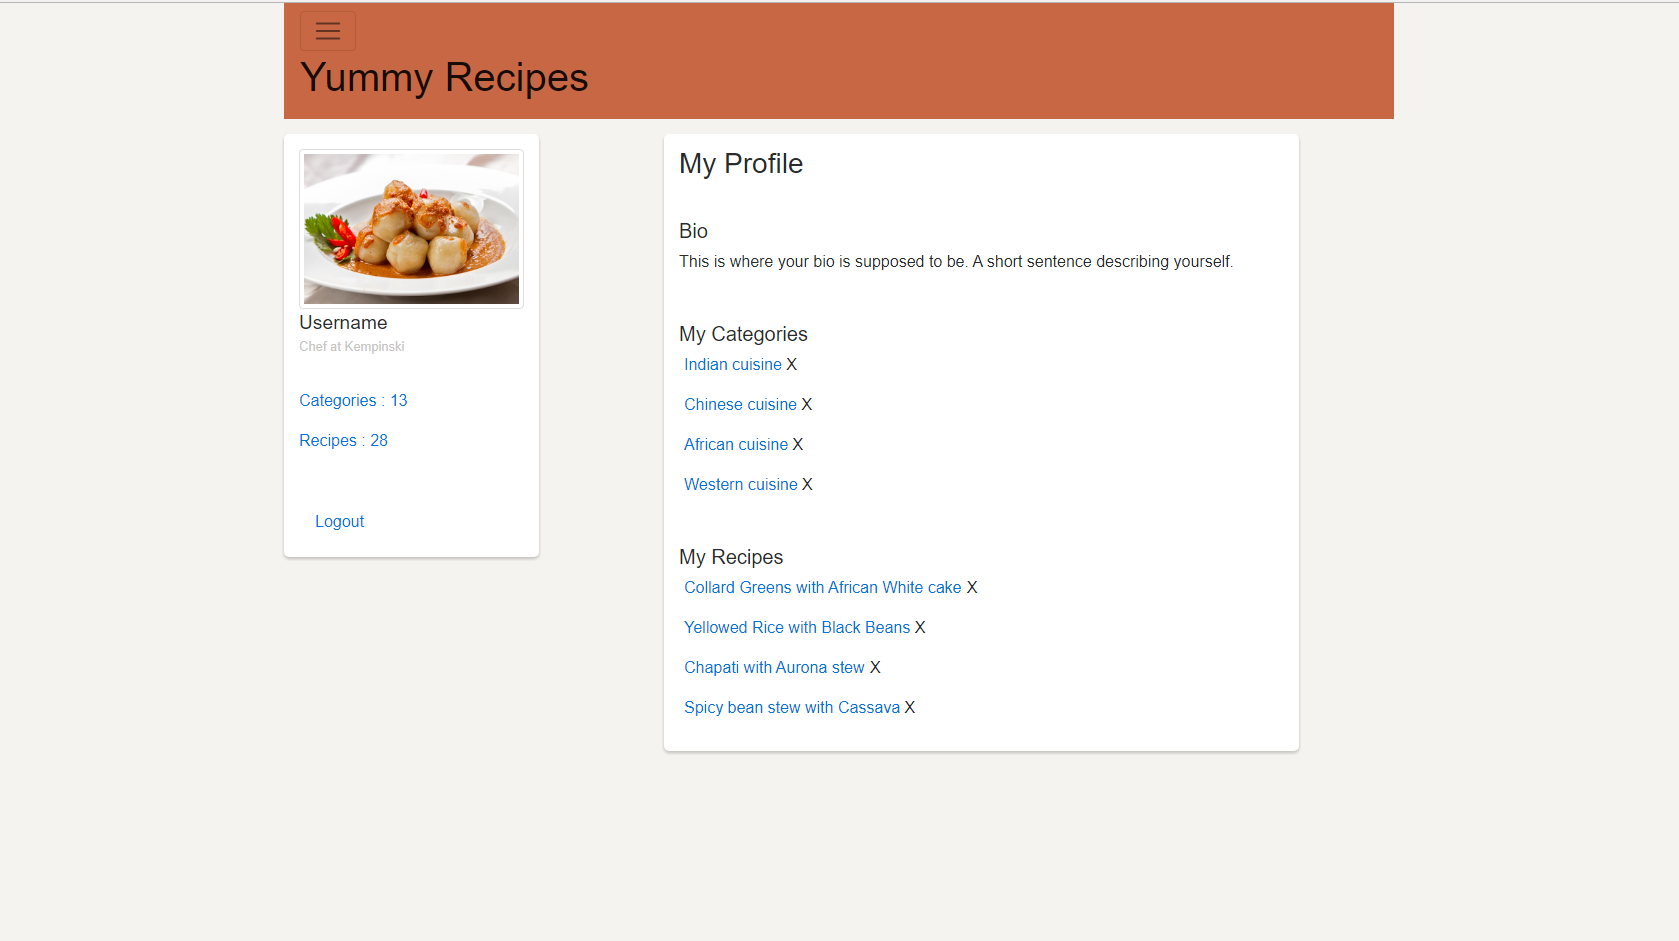 Yummy Recipes
Username
Chef at Kempinski
Categories : 13
Recipes : 28
Logout
My Profile
Bio
This is where your bio is supposed to be. A short sentence describing yourself.
My Categories
Indian cuisine X
Chinese cuisine X
African cuisine X
Western cuisine X
My Recipes
Collard Greens with African White cake X
Yellowed Rice with Black Beans X
Chapati with Aurona stew X
Spicy bean stew with Cassava X